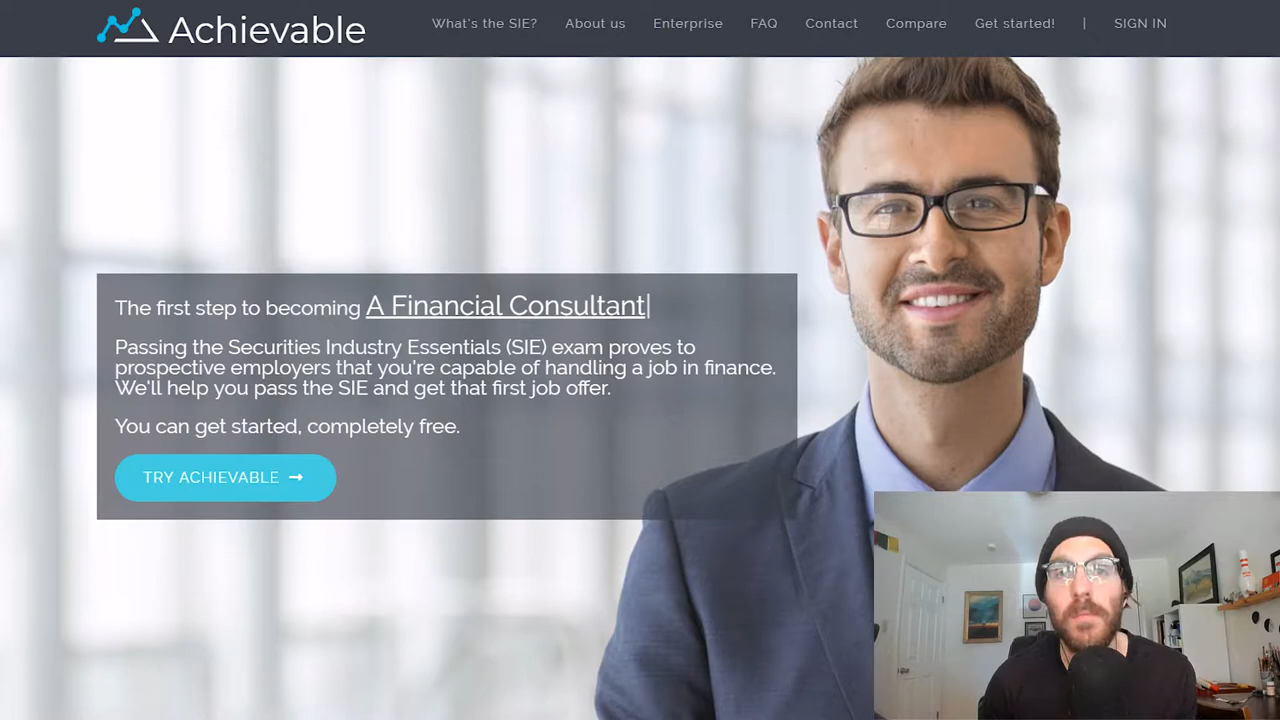 Achievable
What's the SIE? About us Enterprise FAQ Contact Compare Get started! | SIGN IN
The first step to becoming A Financial Consultant|
Passing the Securities Industry Essentials (SIE) exam proves to
prospective employers that you're capable of handling a job in finance.
We'll help you pass the SIE and get that first job offer.
You can get started, completely free.
TRY ACHIEVABLE →